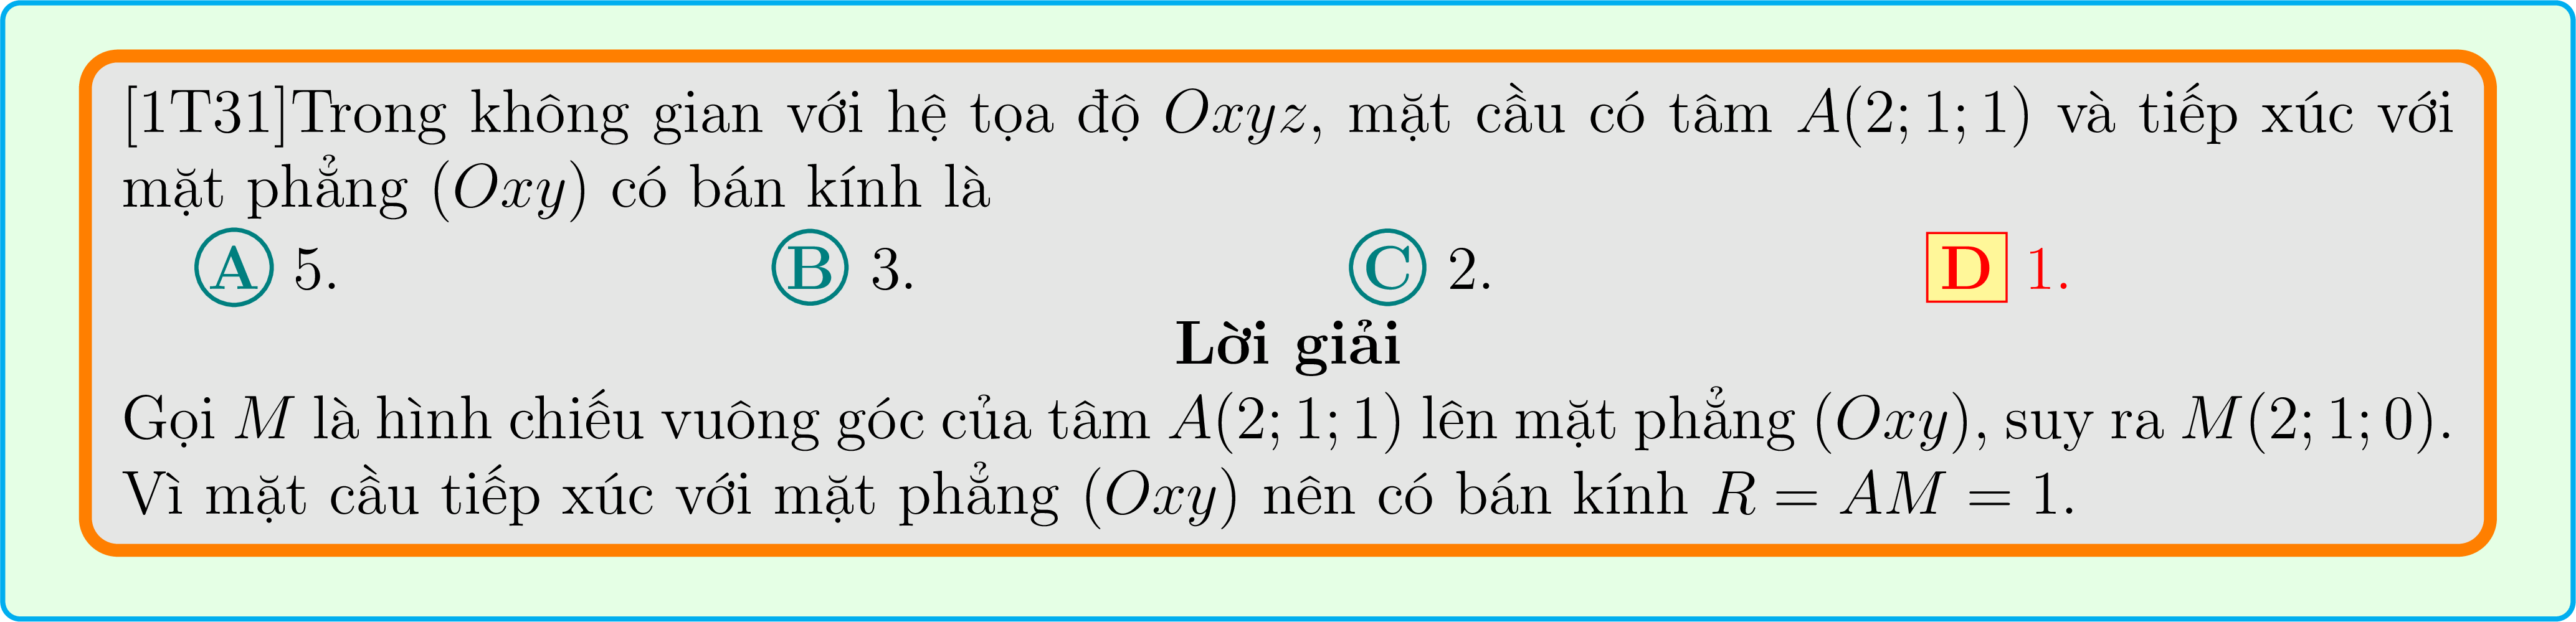 [1T31]Trong không gian với hệ tọa độ Oxyz, mặt cầu có tâm A(2; 1; 1) và tiếp xúc với
mặt phẳng (Oxy) có bán kính là
A 5. B 3. C 2. D 1.
Lời giải
Gọi M là hình chiếu vuông góc của tâm A(2; 1; 1) lên mặt phẳng (Oxy), suy ra M(2; 1; 0).
Vì mặt cầu tiếp xúc với mặt phẳng (Oxy) nên có bán kính R = AM = 1.